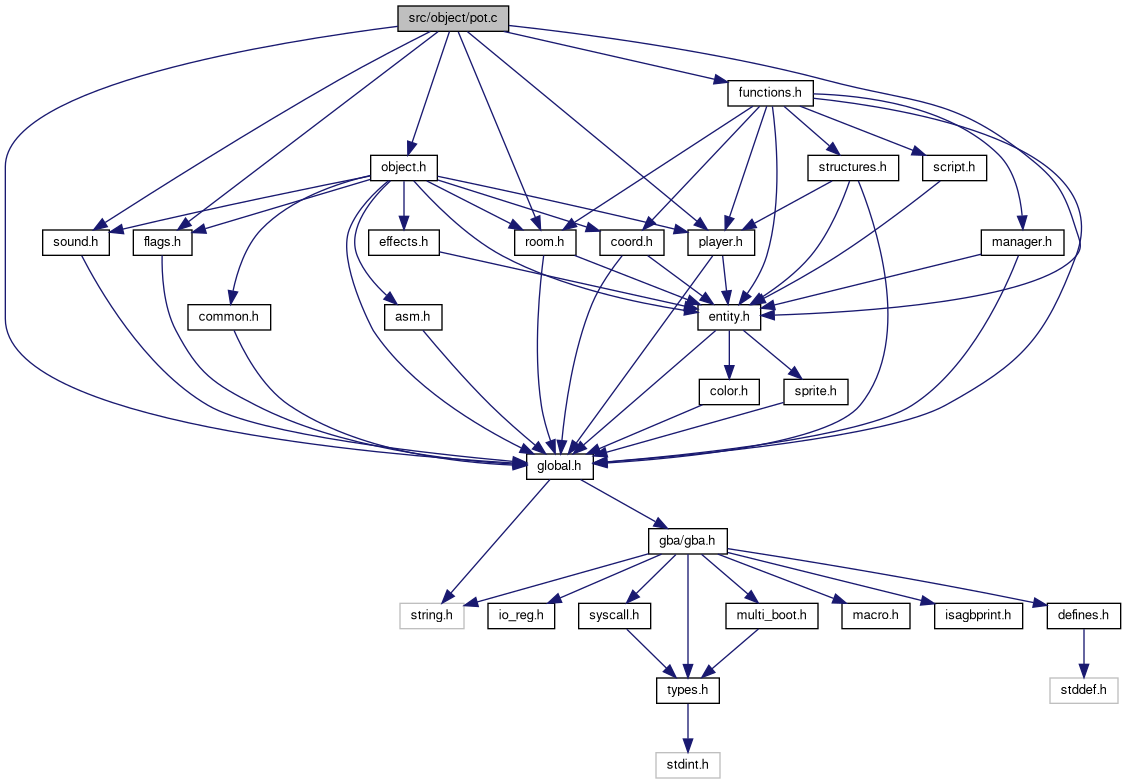 src/object/pot.c
functions.h
object.h
structures.h
script.h
sound.h
flags.h
effects.h
room.h
coord.h
player.h
manager.h
common.h
asm.h
entity.h
color.h
sprite.h
global.h
gba/gba.h
string.h
io_reg.h
syscall.h
multi_boot.h
macro.h
isagbprint.h
defines.h
types.h
stddef.h
stdint.h